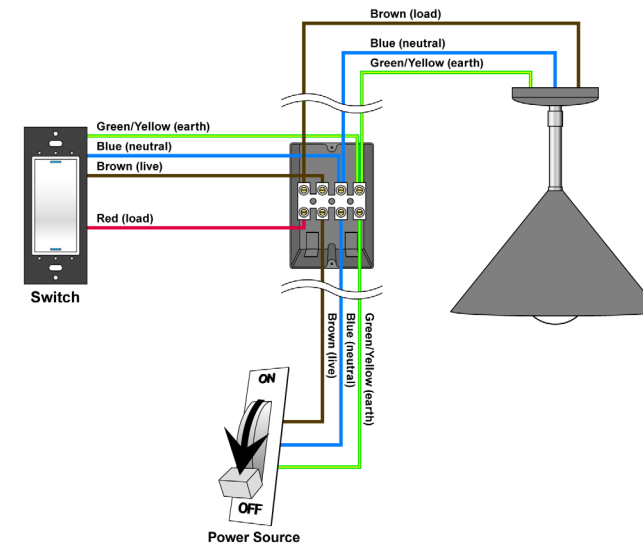 Brown (load)
Blue (neutral)
Green/Yellow (earth)
Green/Yellow (earth)
Blue (neutral)
Brown (live)
Red (load)
Switch
Brown (live)
Blue (neutral)
Green/Yellow (earth)
ON
OFF
Power Source